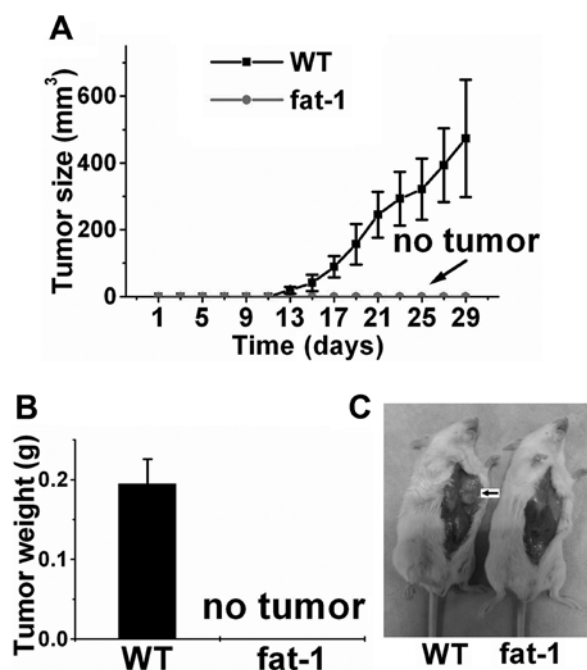 A
WT
fat-1
Tumor size (mm³)
600
400
200
0
no tumor
1 5 9 13 17 21 25 29
Time (days)
B
Tumor weight (g)
0.2
0.1
0.0
no tumor
WT fat-1
C
WT fat-1